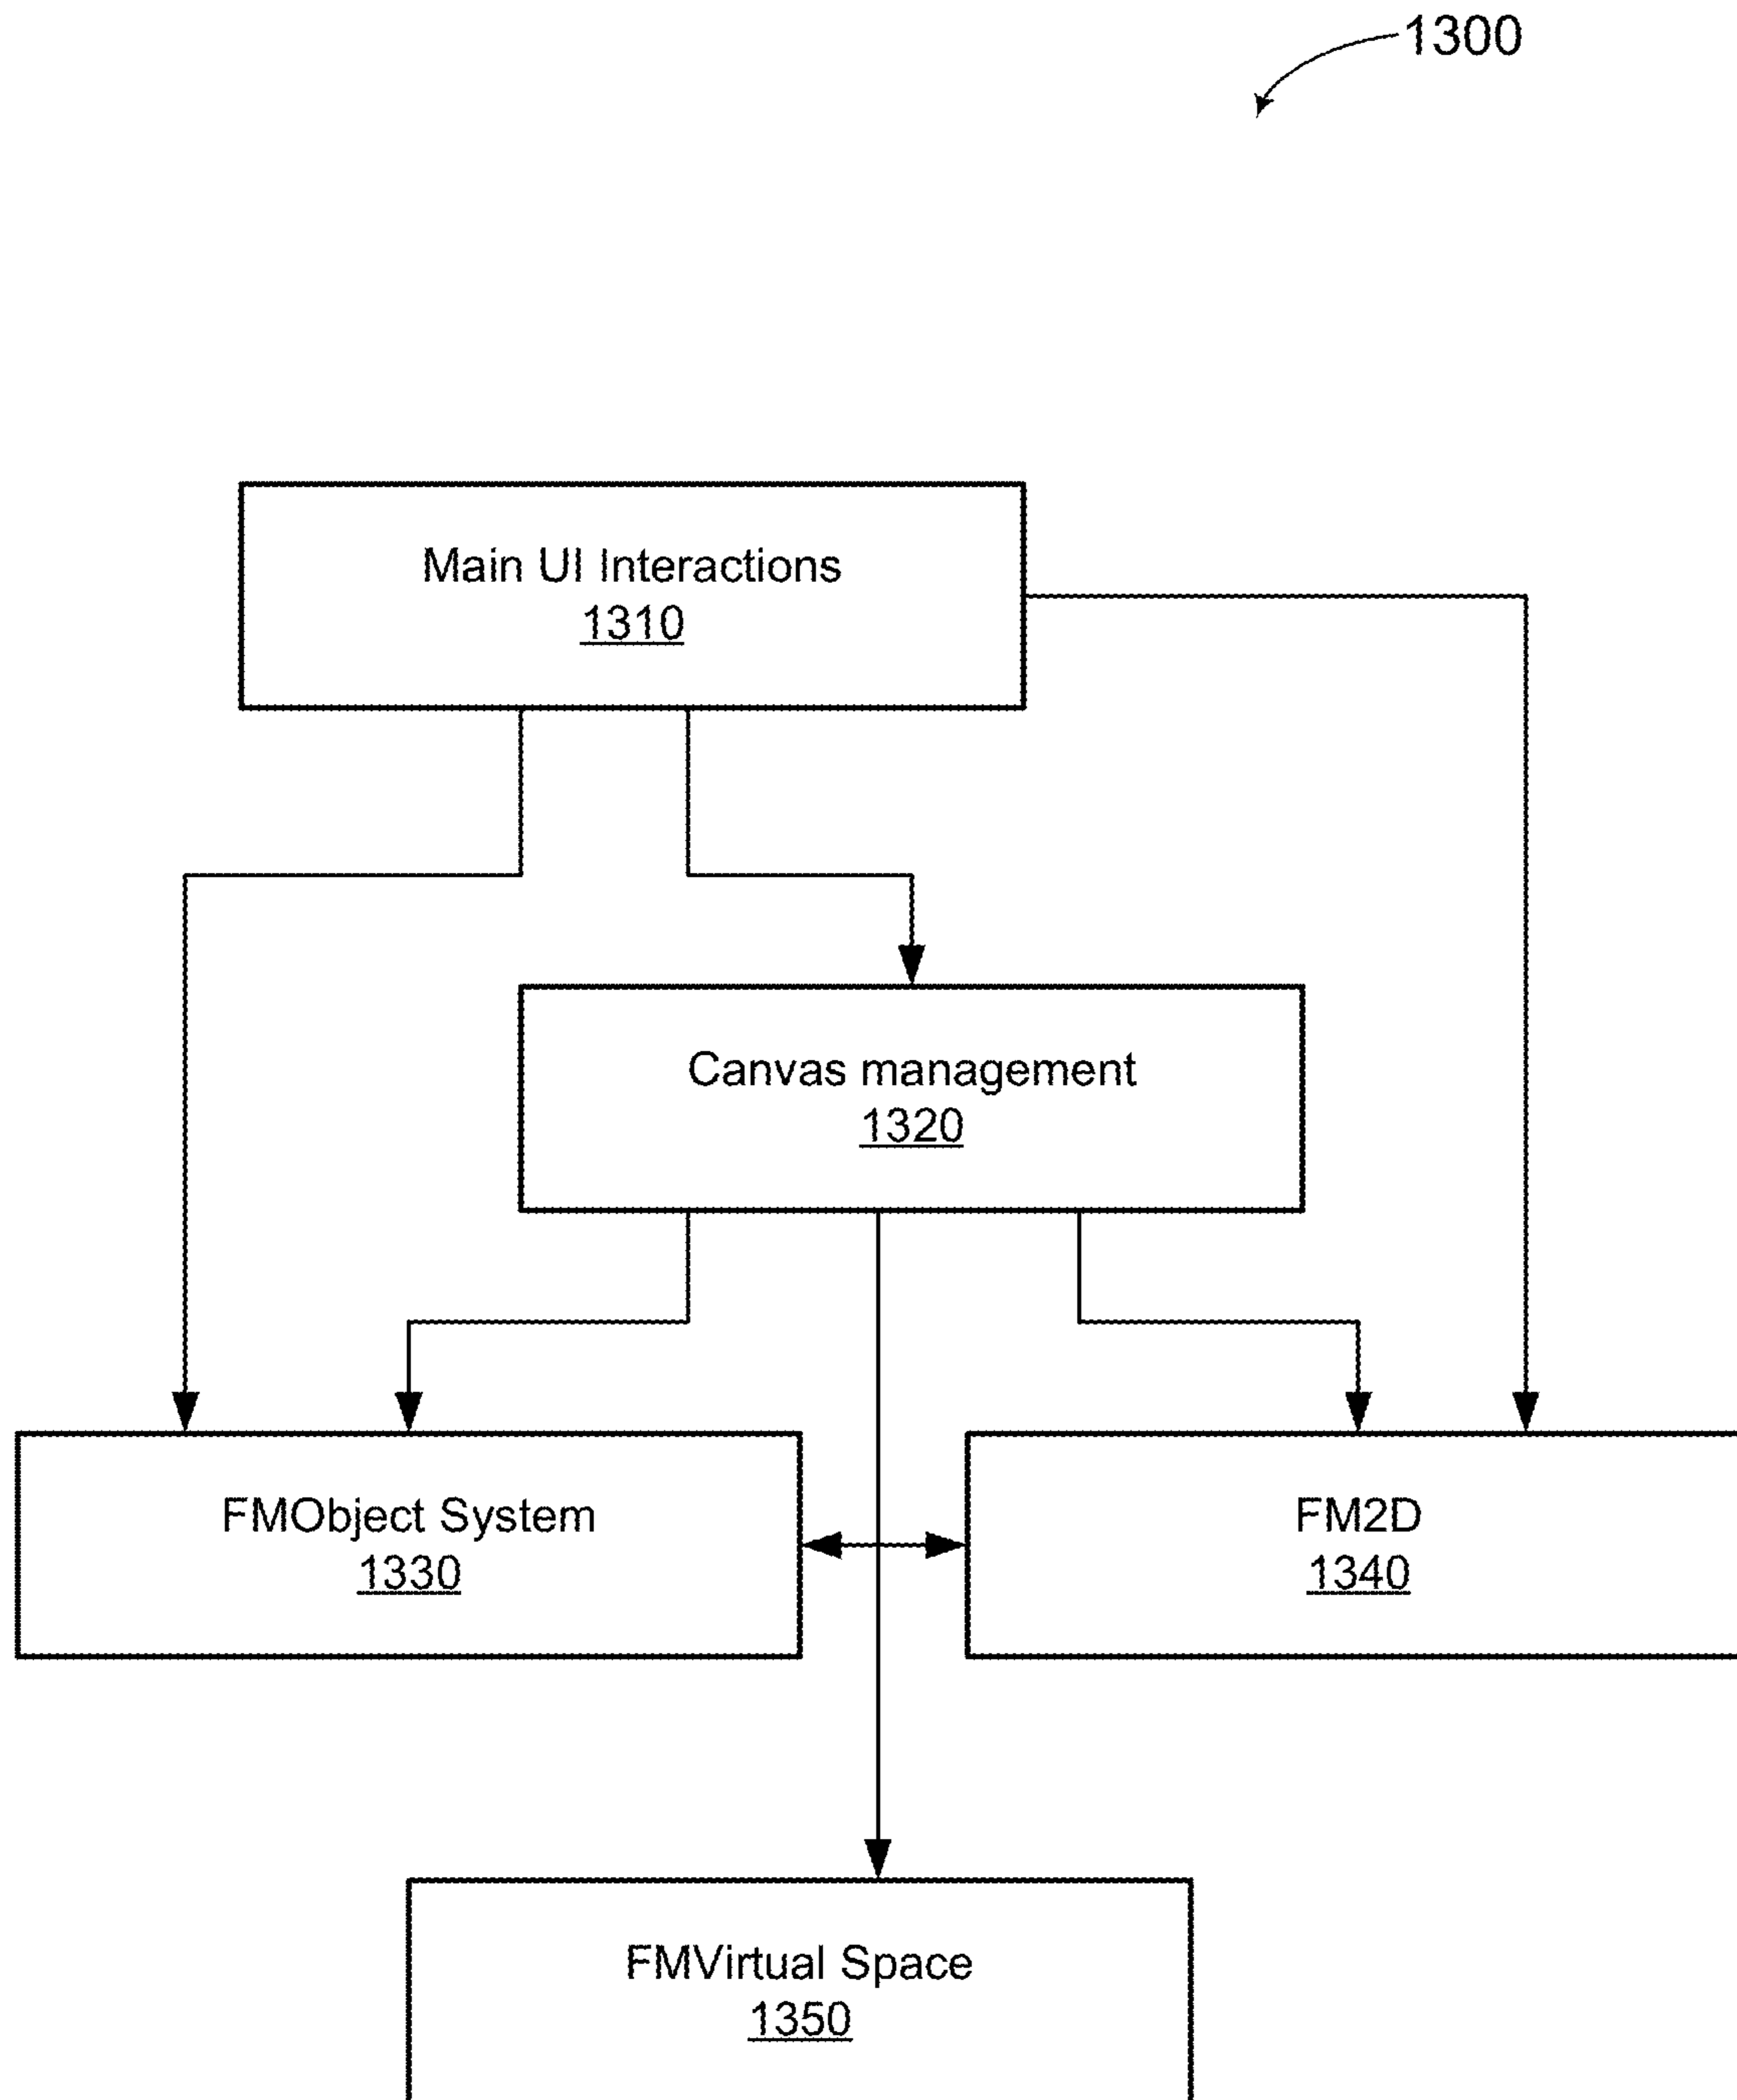 1300
Main UI Interactions
1310
Canvas management
1320
FMObject System
1330
FM2D
1340
FMVirtual Space
1350